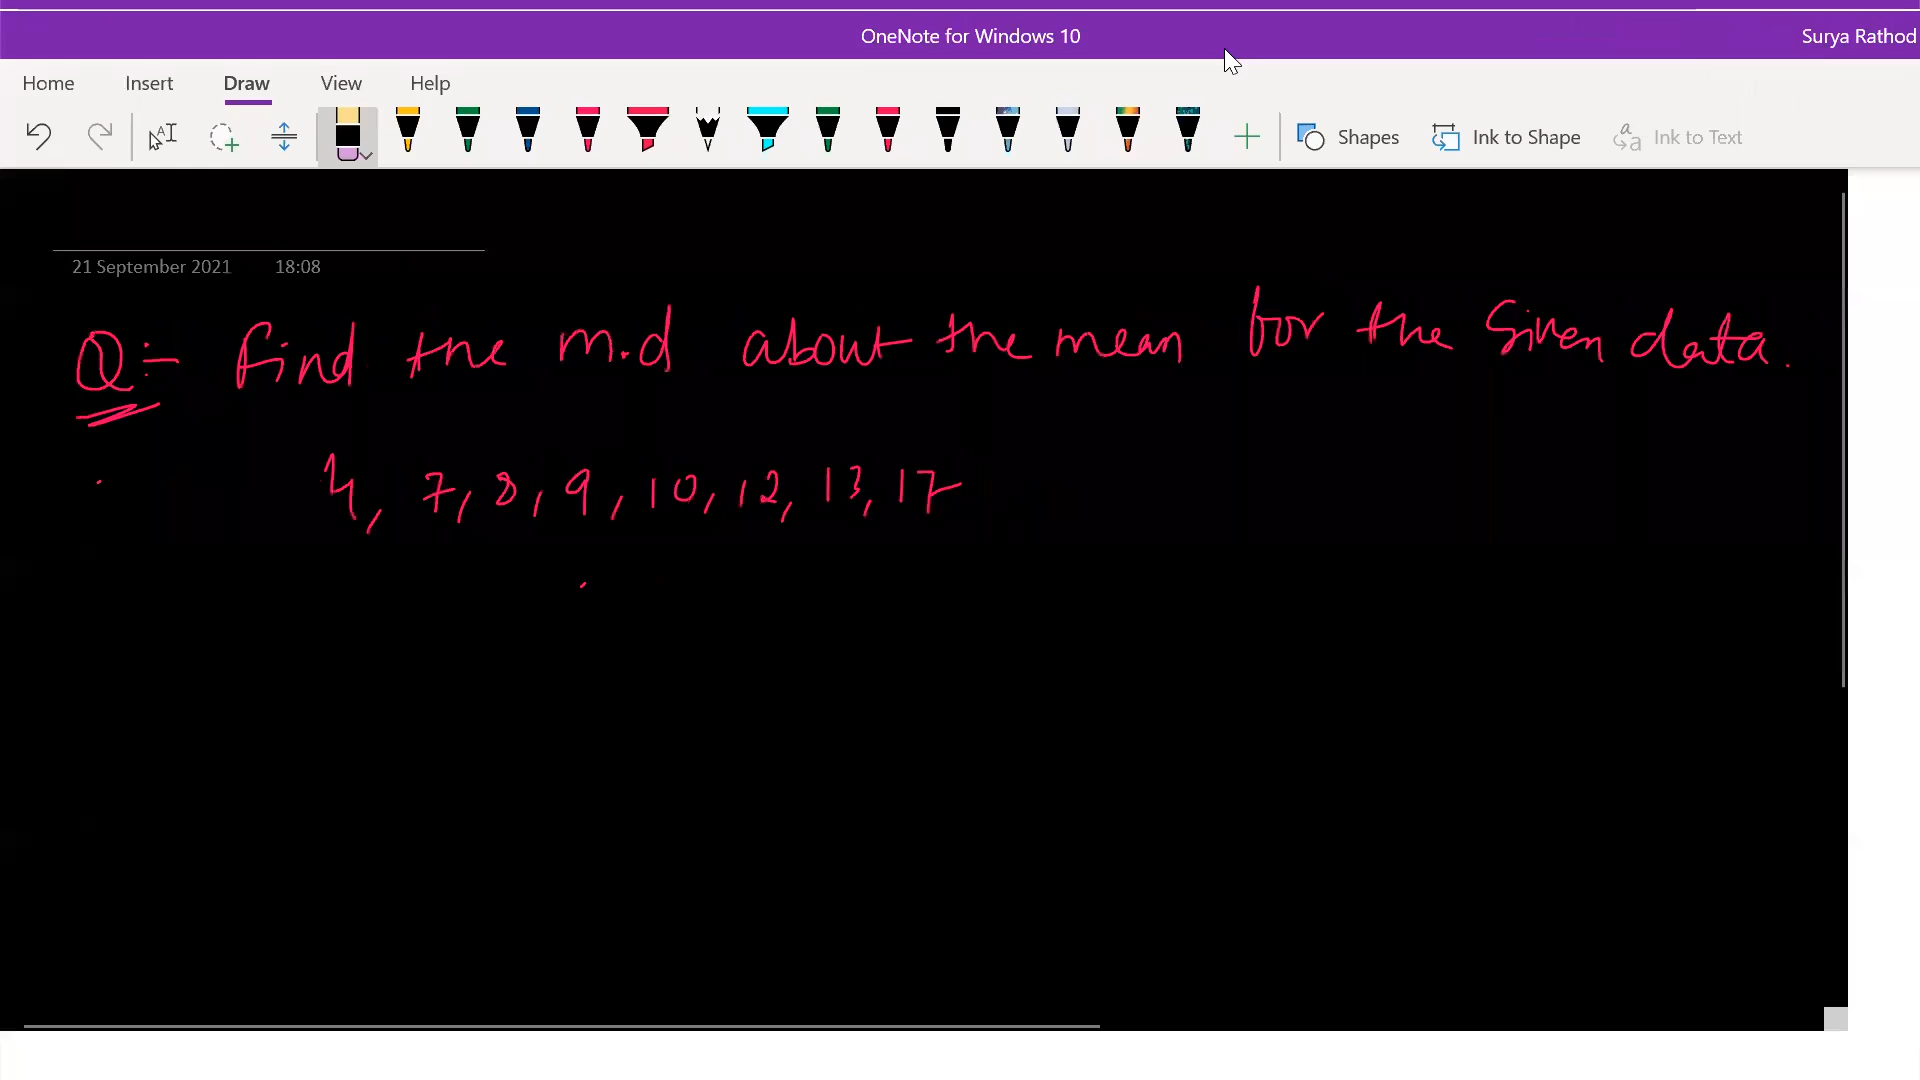 OneNote for Windows 10
Surya Rathod
Home Insert Draw View Help
Shapes Ink to Shape Ink to Text
21 September 2021 18:08
Q:- Find the m.d about the mean for the Given data.
4, 7, 8, 9, 10, 12, 13, 17